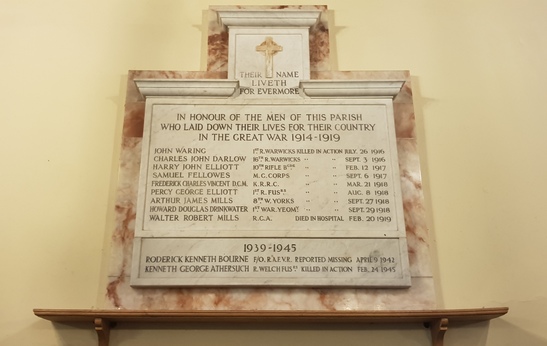 THEIR NAME
LIVETH
FOR EVERMORE
IN HONOUR OF THE MEN OF THIS PARISH
WHO LAID DOWN THEIR LIVES FOR THEIR COUNTRY
IN THE GREAT WAR 1914-1919
JOHN WARING 1ST R.WARWICKS KILLED IN ACTION JULY. 26 1916
CHARLES JOHN DARLOW 16TH R.WARWICKS " " SEPT. 3 1916
HARRY JOHN ELLIOTT RIFLE " " FEB. 12 1917
SAMUEL FELLOWES M.G. CORPS " " SEPT. 6 1917
FREDERICK CHARLES VINCENT D.C.M. K.R.R.C. " " MAR. 21 1918
PERCY GEORGE ELLIOTT 1ST R. FUSRS " " AUG. 8 1918
ARTHUR JAMES MILLS 8TH W. YORKS " " SEPT. 27 1918
HOWARD DOUGLAS DRINKWATER 1ST WAR. YEOMY " " SEPT. 29 1918
WALTER ROBERT MILLS R.G.A. DIED IN HOSPITAL FEB. 20 1919
1939-1945
RODERICK KENNETH BOURNE F/O. R.A.F.V.R. REPORTED MISSING APRIL 1942
KENNETH GEORGE ATHERSUCH R.WELCH FUSRS KILLED IN ACTION FEB. 24 1945